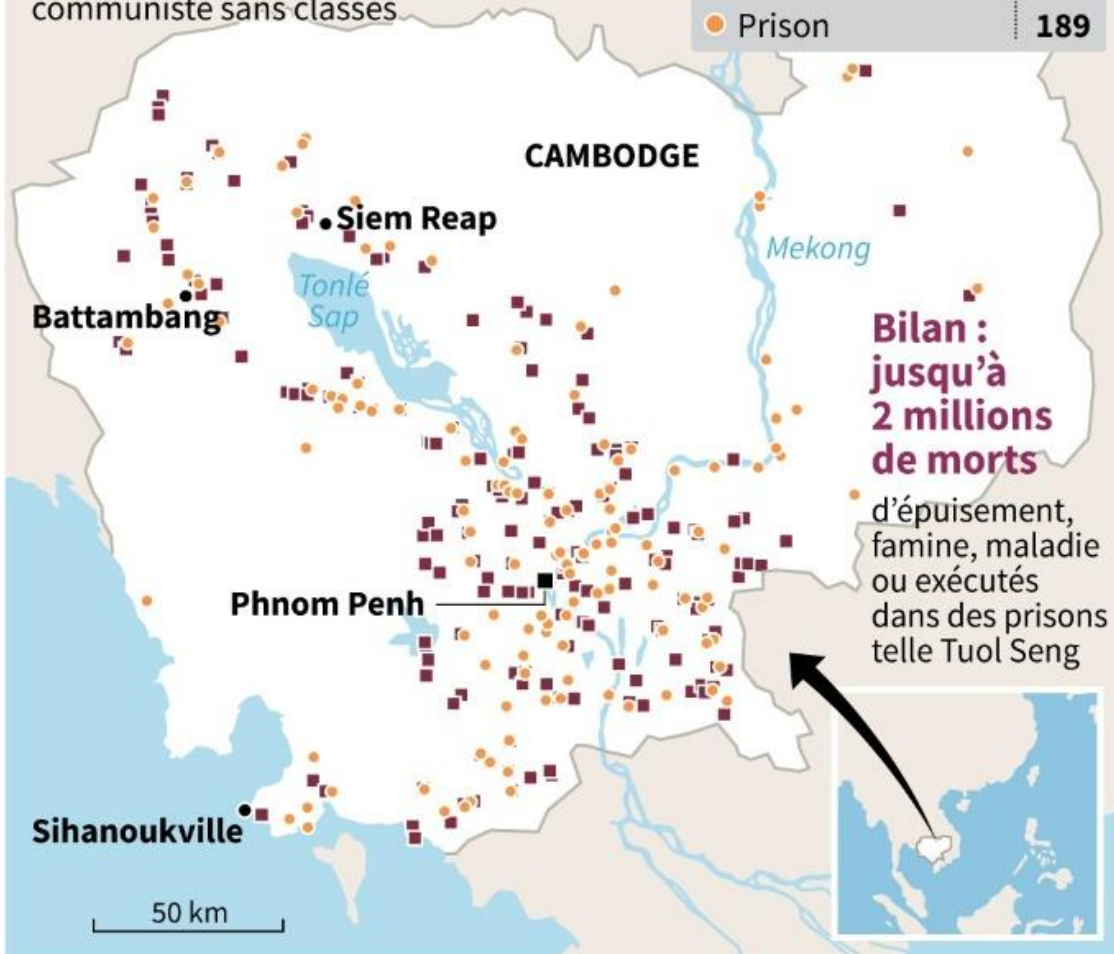 communiste sans classes
Prison 189
CAMBODGE
Siem Reap
Mekong
Tonlé
Sap
Battambang
Bilan :
jusqu'à
2 millions
de morts
d'épuisement,
famine, maladie
ou exécutés
dans des prisons
telle Tuol Seng
Phnom Penh
Sihanoukville
50 km